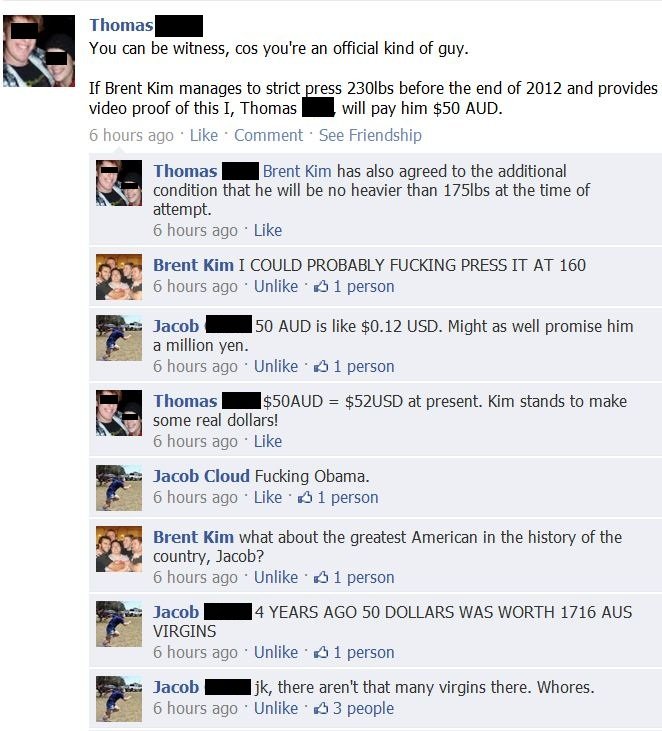 Thomas
You can be witness, cos you're an official kind of guy.
If Brent Kim manages to strict press 230lbs before the end of 2012 and provides
video proof of this I, Thomas , will pay him $50 AUD.
6 hours ago · Like · Comment · See Friendship
Thomas Brent Kim has also agreed to the additional
condition that he will be no heavier than 175lbs at the time of
attempt.
6 hours ago · Like
Brent Kim I COULD PROBABLY FUCKING PRESS IT AT 160
6 hours ago · Unlike · 1 person
Jacob 50 AUD is like $0.12 USD. Might as well promise him
a million yen.
6 hours ago · Unlike · 1 person
Thomas $50AUD = $52USD at present. Kim stands to make
some real dollars!
6 hours ago · Like
Jacob Cloud Fucking Obama.
6 hours ago · Like · 1 person
Brent Kim what about the greatest American in the history of the
country, Jacob?
6 hours ago · Unlike · 1 person
Jacob 4 YEARS AGO 50 DOLLARS WAS WORTH 1716 AUS
VIRGINS
6 hours ago · Unlike · 1 person
Jacob jk, there aren't that many virgins there. Whores.
6 hours ago · Unlike · 3 people